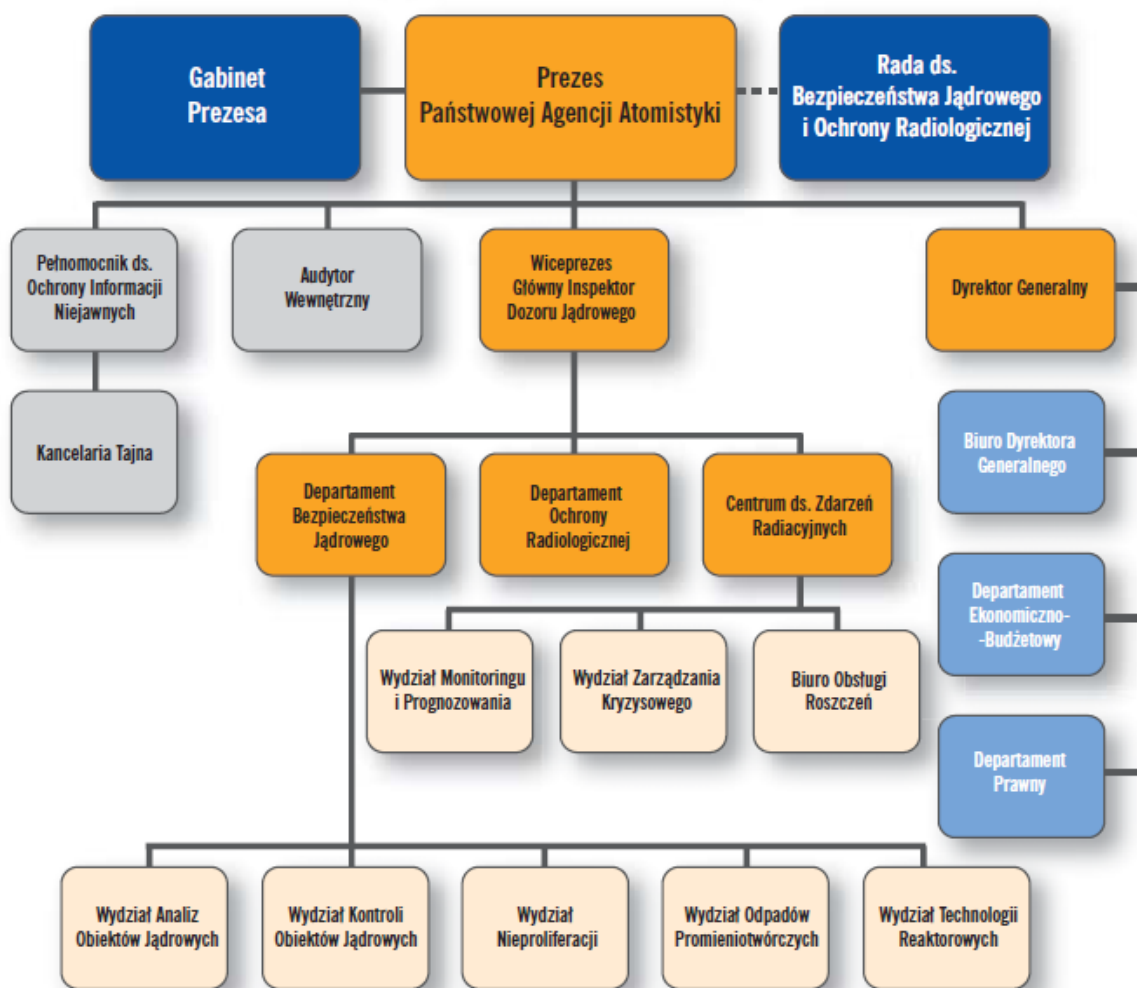 Gabinet
Prezesa
Prezes
Państwowej Agencji Atomistyki
Rada ds.
Bezpieczeństwa Jądrowego
i Ochrony Radiologicznej
Pełnomocnik ds.
Ochrony Informacji
Niejawnych
Audytor
Wewnętrzny
Wiceprezes
Główny Inspektor
Dozoru Jądrowego
Dyrektor Generalny
Kancelaria Tajna
Biuro Dyrektora
Generalnego
Departament
Bezpieczeństwa
Jądrowego
Departament
Ochrony
Radiologicznej
Centrum ds. Zdarzeń
Radiacyjnych
Departament
Ekonomiczno-
-Budżetowy
Wydział Monitoringu
i Prognozowania
Wydział Zarządzania
Kryzysowego
Biuro Obsługi
Roszczeń
Departament
Prawny
Wydział Analiz
Obiektów Jądrowych
Wydział Kontroli
Obiektów Jądrowych
Wydział
Nieproliferacji
Wydział Odpadów
Promieniotwórczych
Wydział Technologii
Reaktorowych